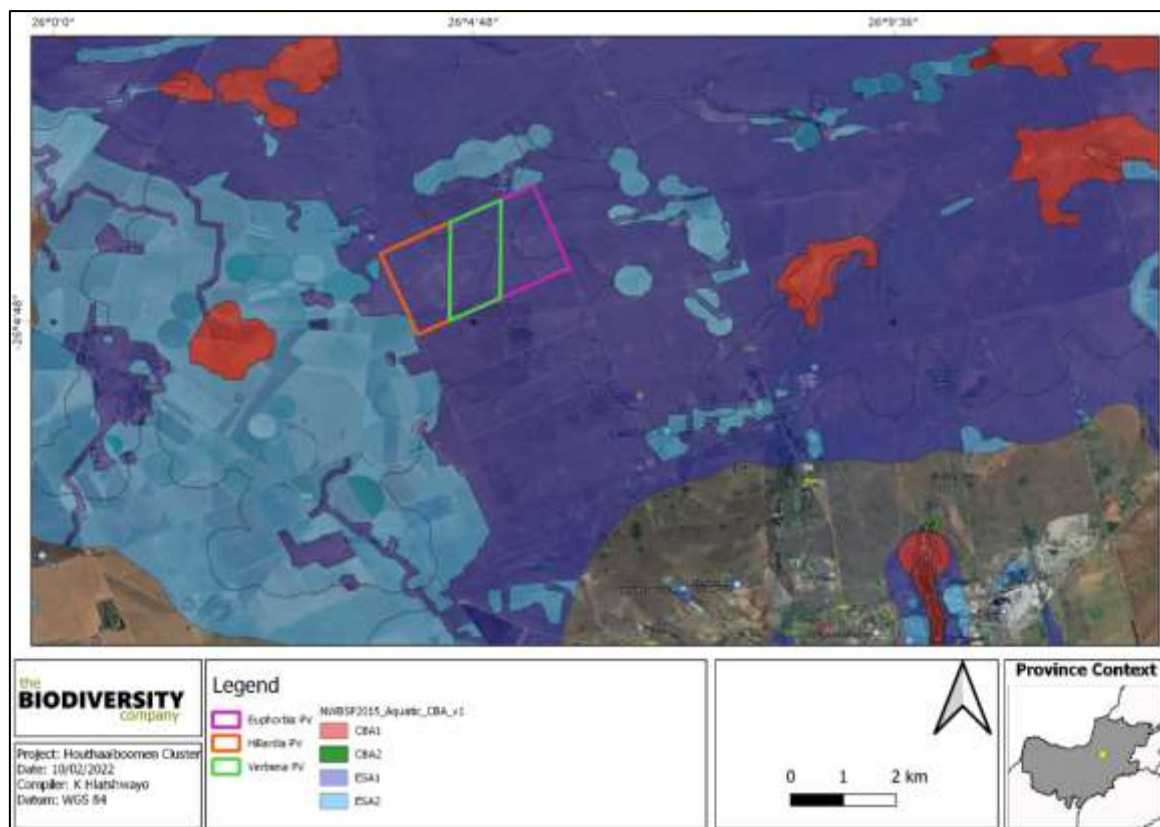 26°0'0"
26°4'48"
26°9'36"
-26°4'48"
the
BIODIVERSITY
company
Project: Houthaalboomen Cluster
Date: 10/02/2022
Compiler: K Hlatshwayo
Datum: WGS 84
Legend
Euphorbia PV
Hillardia PV
Verbena PV
NWBSP2015_Aquatic_CBA_v1
CBA1
CBA2
ESA1
ESA2
0 1 2 km
Province Context